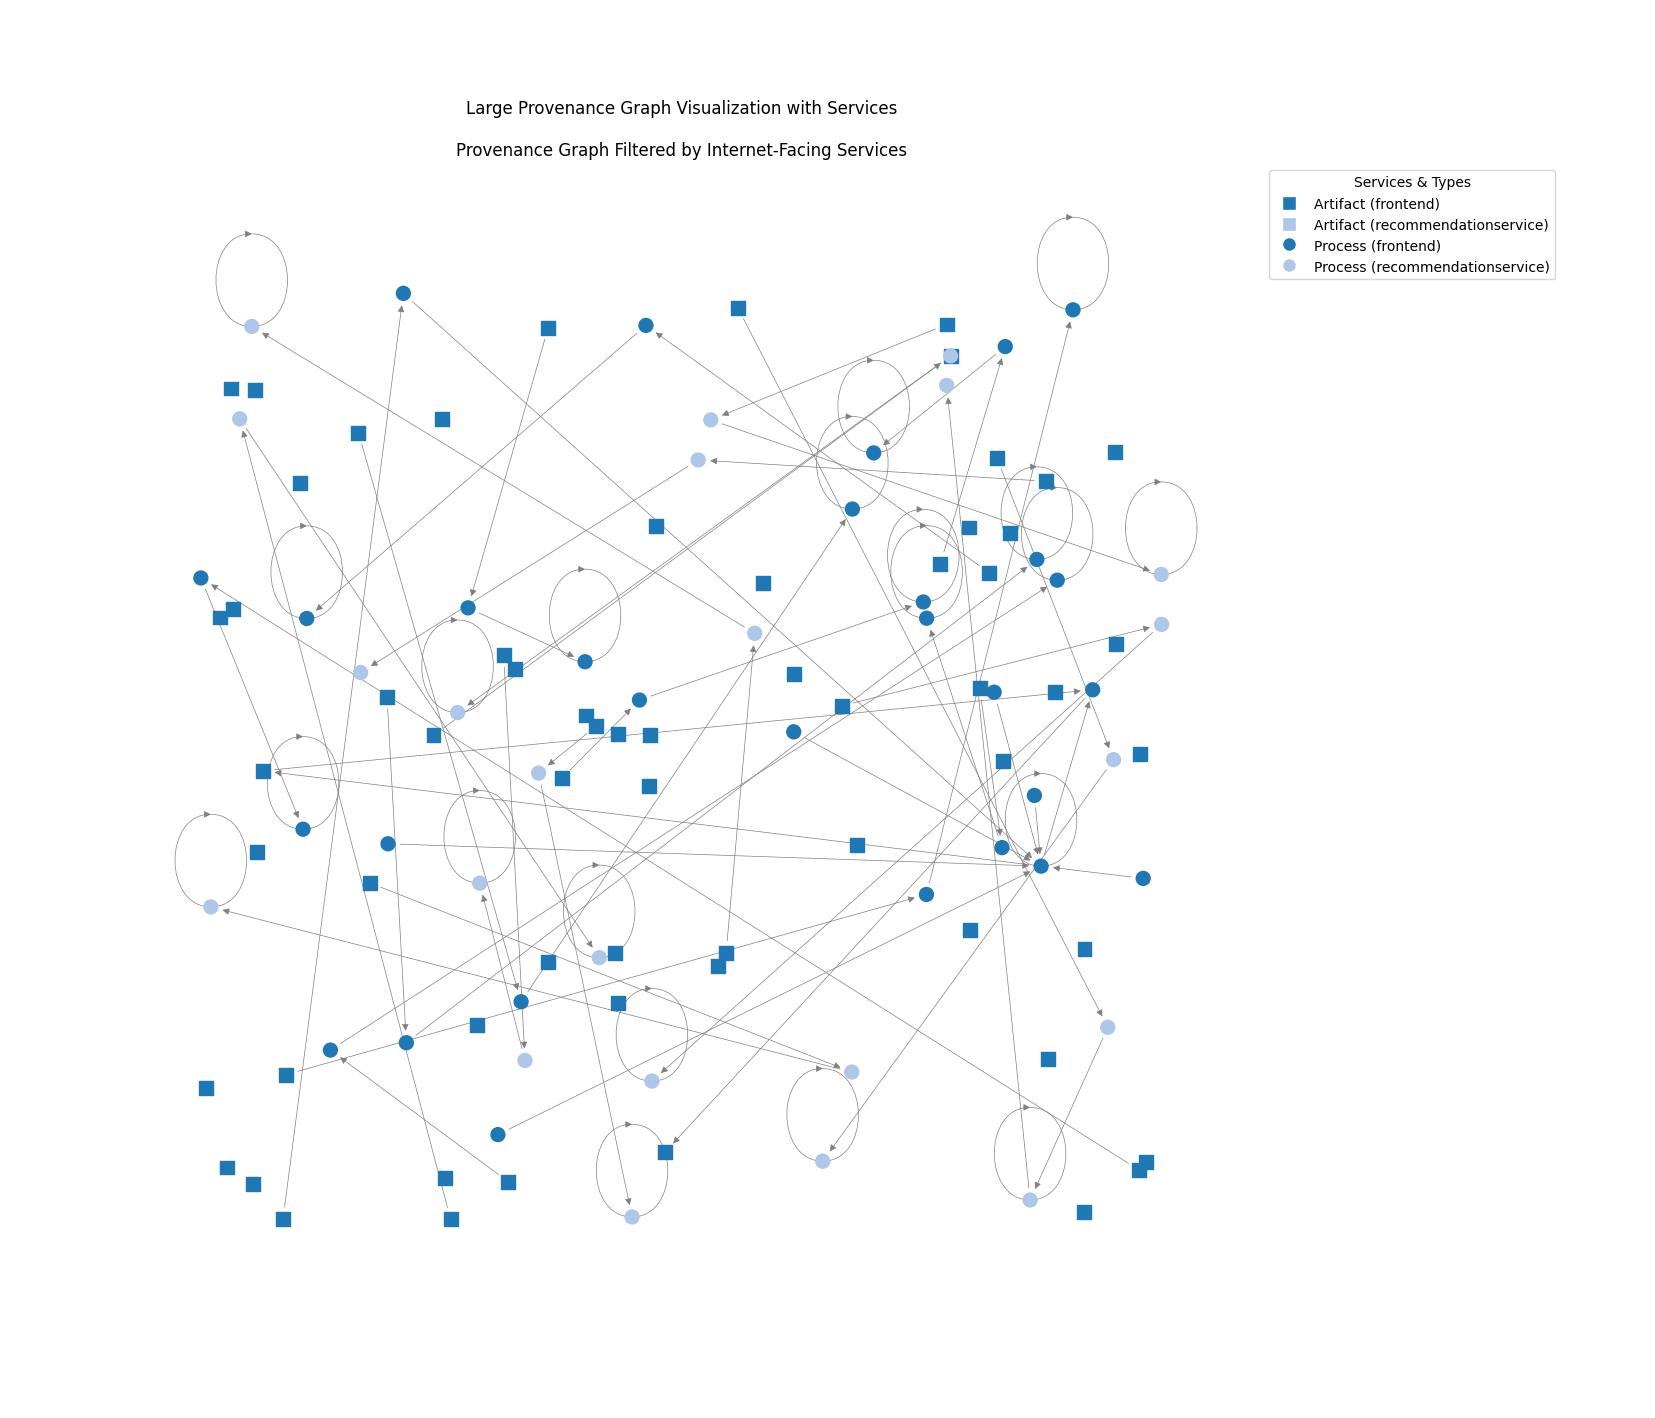 Large Provenance Graph Visualization with Services
Provenance Graph Filtered by Internet-Facing Services
Services & Types
Artifact (frontend)
Artifact (recommendationservice)
Process (frontend)
Process (recommendationservice)